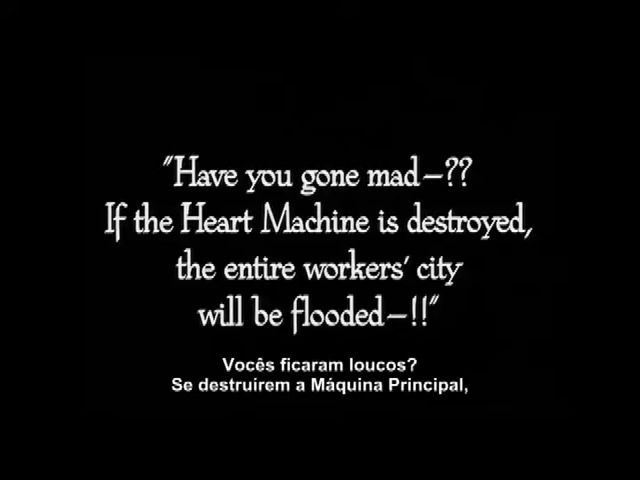 "Have you gone mad—??
If the Heart Machine is destroyed,
the entire workers' city
will be flooded—!!"
Vocês ficaram loucos?
Se destruirem a Máquina Principal,